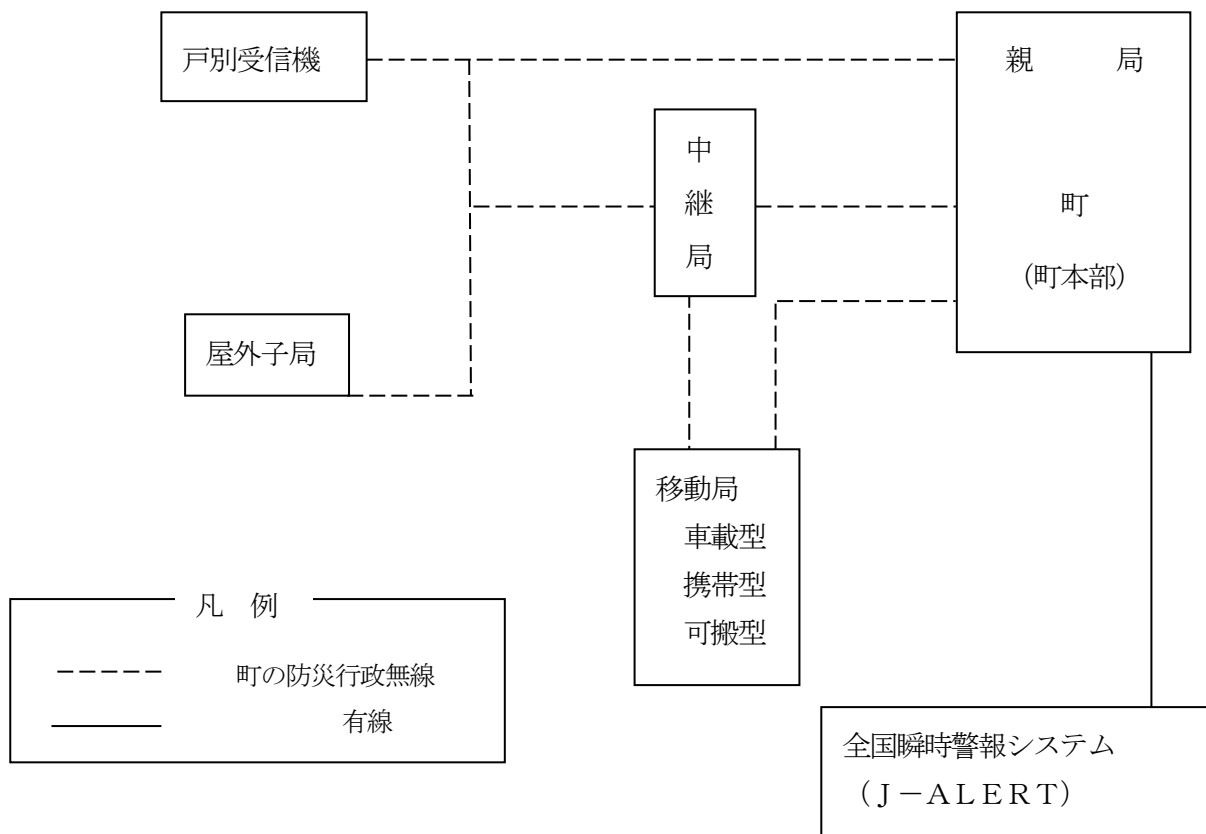 戸別受信機
親　　局
中
継
局
町
(町本部)
屋外子局
移動局
車載型
携帯型
可搬型
凡　例
町の防災行政無線
有線
全国瞬時警報システム
（Ｊ－ＡＬＥＲＴ）